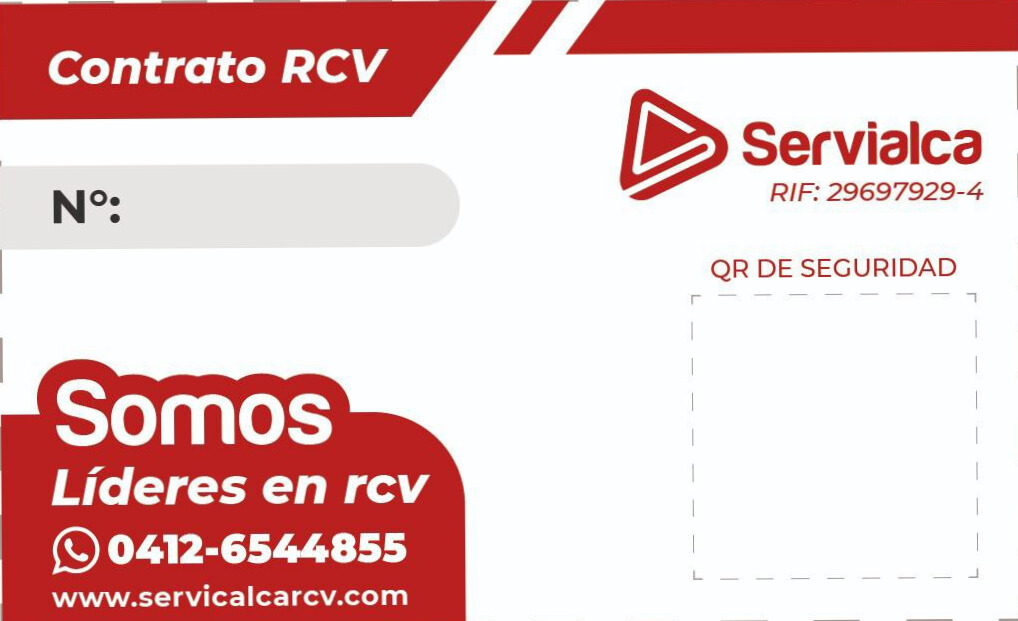 Contrato RCV
Servialca
RIF: 29697929-4
N°:
QR DE SEGURIDAD
Somos
Líderes en rcv
0412-6544855
www.servicalcarcv.com